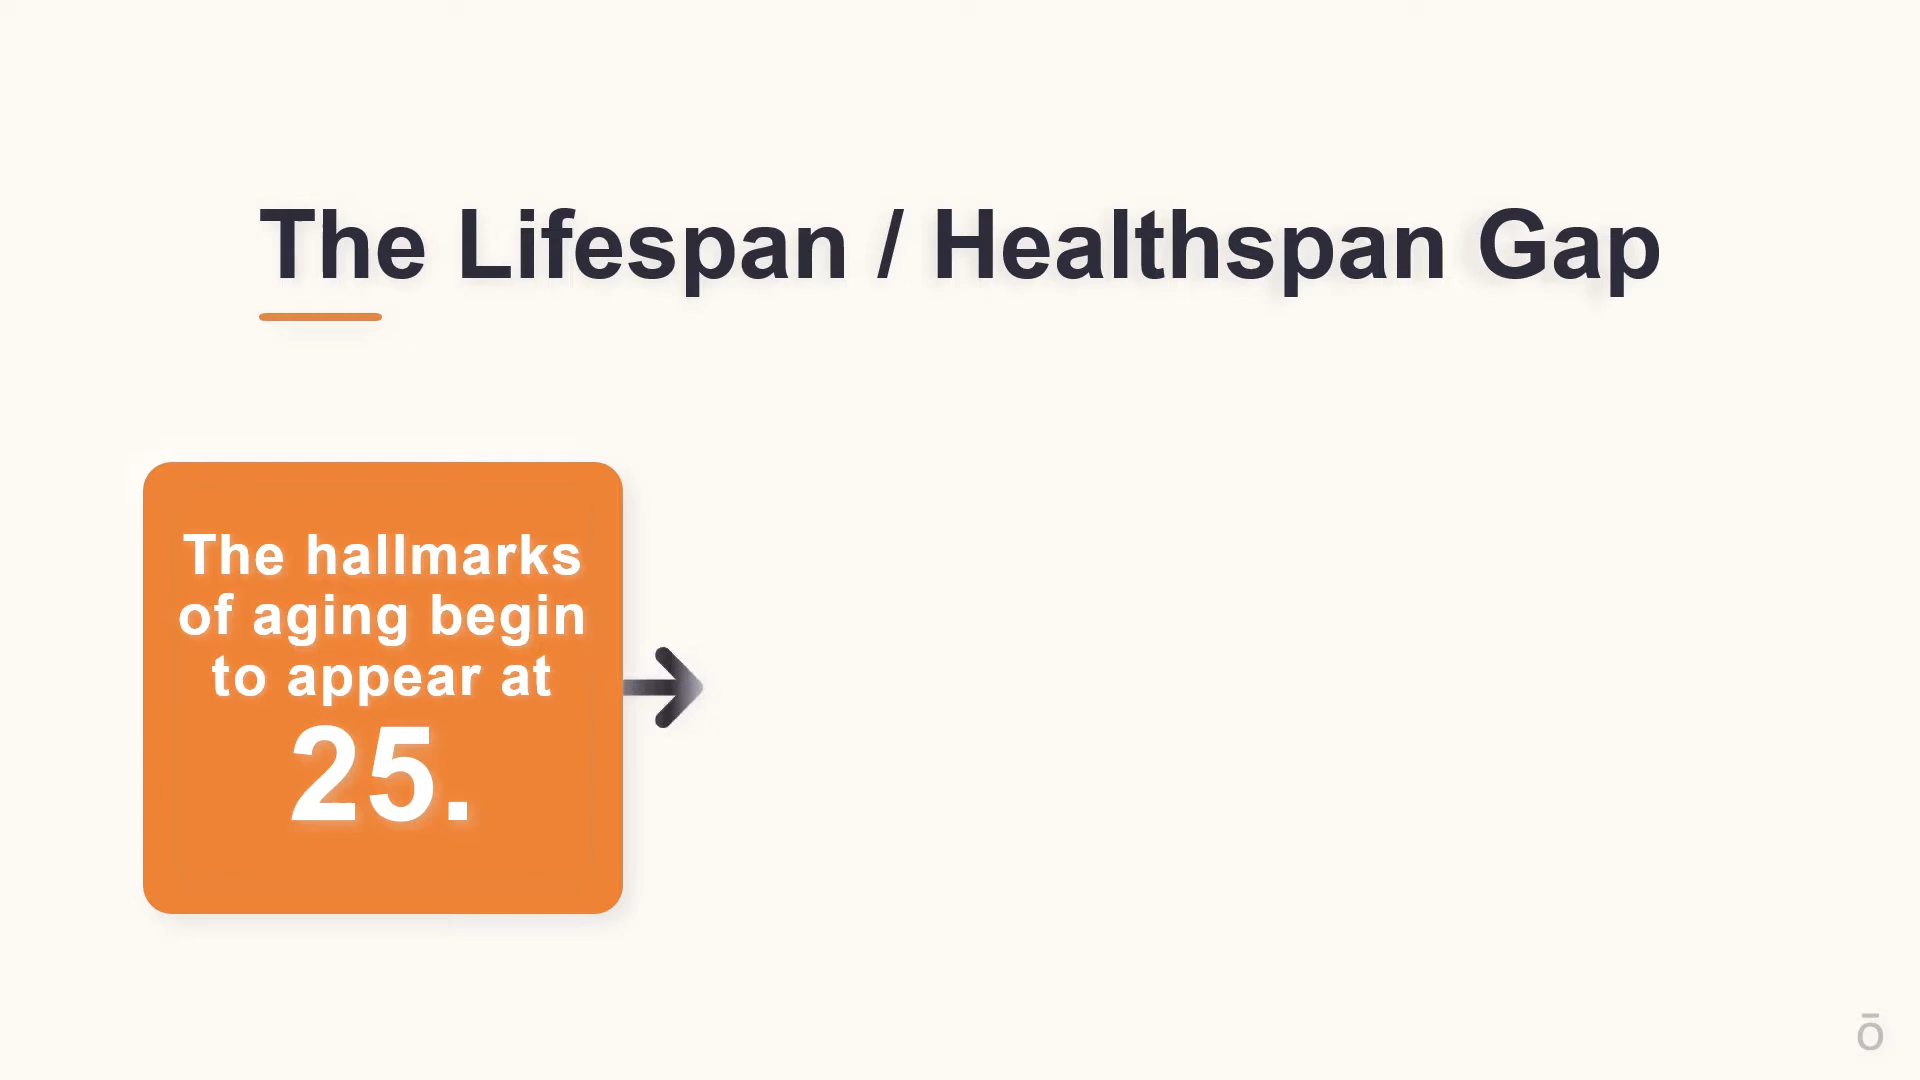 The Lifespan / Healthspan Gap
The hallmarks
of aging begin
to appear at
25.
ō